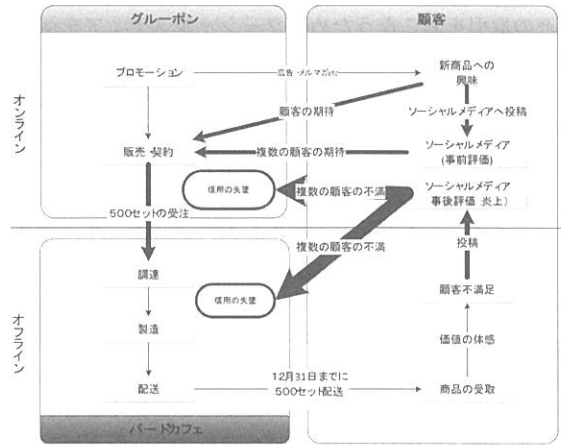 グルーポン
顧客
オンライン
プロモーション
広告・メルマガetc
新商品への
興味
顧客の期待
ソーシャルメディアへ投稿
販売・契約
複数の顧客の期待
ソーシャルメディア
(事前評価)
信用の失墜
複数の顧客の不満
ソーシャルメディア
事後評価 炎上)
500セットの受注
複数の顧客の不満
投稿
オフライン
調達
信用の失墜
顧客不満足
製造
価値の体感
配送
12月31日までに
500セット配送
商品の受取
バードカフェ